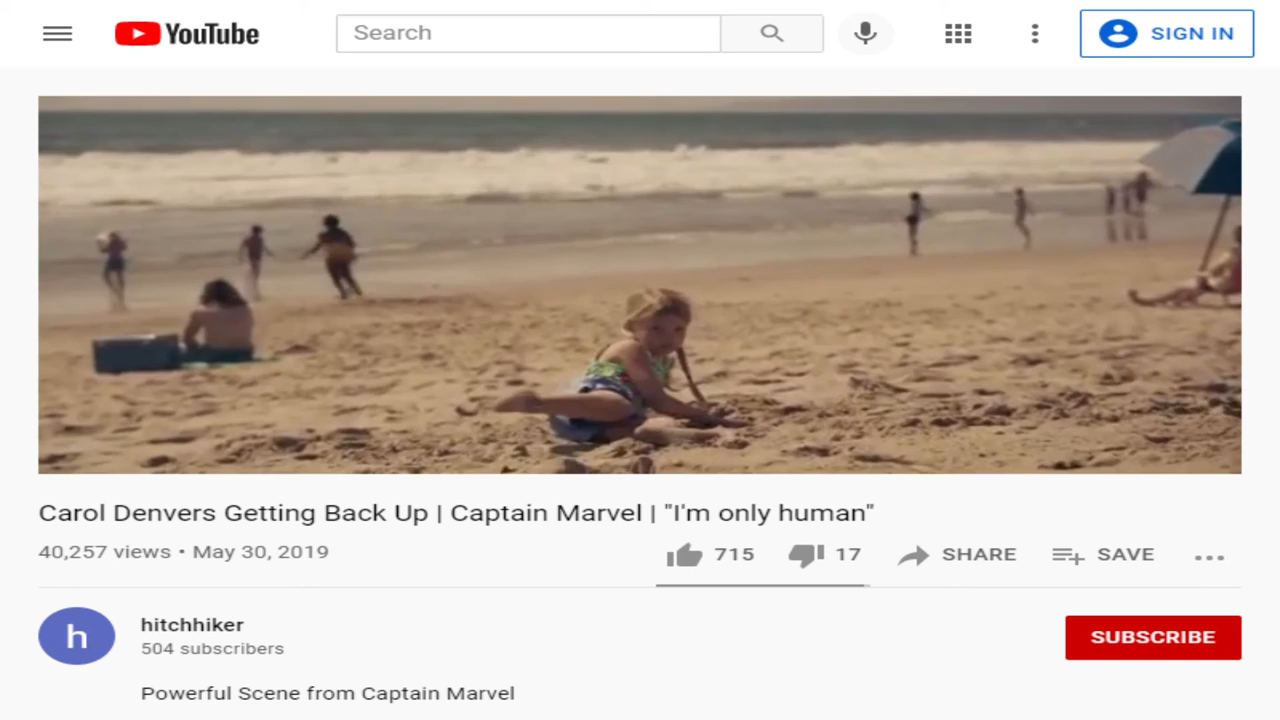 YouTube
Search
SIGN IN
Carol Denvers Getting Back Up | Captain Marvel | "I'm only human"
40,257 views • May 30, 2019
715
17
SHARE
SAVE
h
hitchhiker
504 subscribers
SUBSCRIBE
Powerful Scene from Captain Marvel